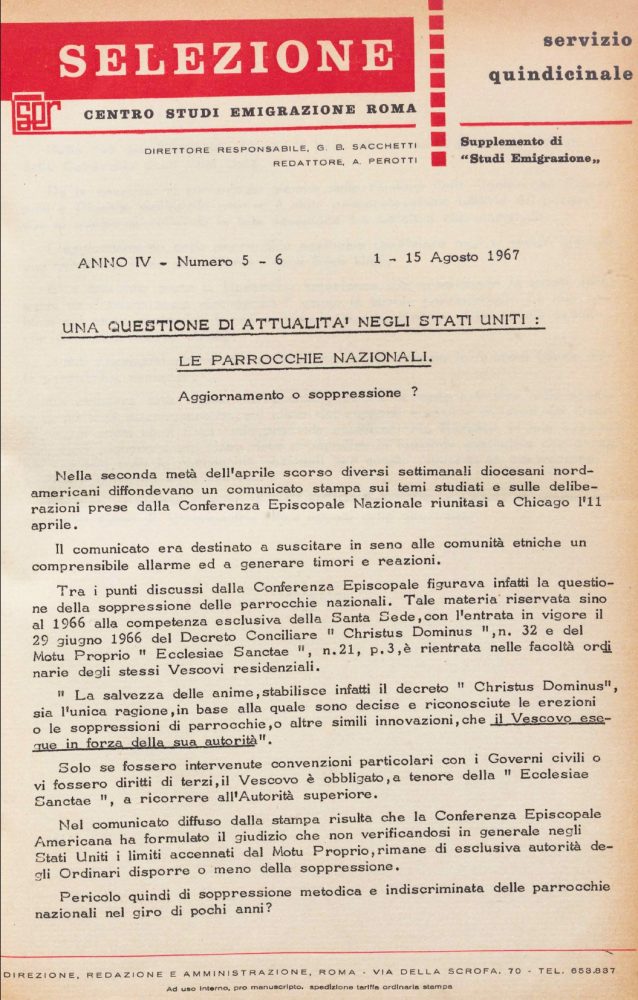 SELEZIONE
servizio
quindicinale
CENTRO STUDI EMIGRAZIONE ROMA
DIRETTORE RESPONSABILE, G. B. SACCHETTI
REDATTORE, A. PEROTTI
Supplemento di
"Studi Emigrazione„
ANNO IV - Numero 5 - 6 1 - 15 Agosto 1967
UNA QUESTIONE DI ATTUALITA' NEGLI STATI UNITI :
LE PARROCCHIE NAZIONALI.
Aggiornamento o soppressione ?
Nella seconda metà dell'aprile scorso diversi settimanali diocesani nord-
americani diffondevano un comunicato stampa sui temi studiati e sulle delibe-
razioni prese dalla Conferenza Episcopale Nazionale riunitasi a Chicago l'11
aprile.
Il comunicato era destinato a suscitare in seno alle comunità etniche un
comprensibile allarme ed a generare timori e reazioni.
Tra i punti discussi dalla Conferenza Episcopale figurava infatti la questio-
ne della soppressione delle parrocchie nazionali. Tale materia riservata sino
al 1966 alla competenza esclusiva della Santa Sede,con l'entrata in vigore il
29 giugno 1966 del Decreto Conciliare " Christus Dominus ",n. 32 e del
Motu Proprio " Ecclesiae Sanctae ", n.21, p.3,è rientrata nelle facoltà ordi
narie degli stessi Vescovi residenziali.
" La salvezza delle anime,stabilisce infatti il decreto " Christus Dominus",
sia l'unica ragione,in base alla quale sono decise e riconosciute le erezioni
o le soppressioni di parrocchie,o altre simili innovazioni,che il Vescovo ese-
gue in forza della sua autorità".
Solo se fossero intervenute convenzioni particolari con i Governi civili o
vi fossero diritti di terzi,il Vescovo è obbligato,a tenore della " Ecclesiae
Sanctae ", a ricorrere all'Autorità superiore.
Nel comunicato diffuso dalla stampa risulta che la Conferenza Episcopale
Americana ha formulato il giudizio che non verificandosi in generale negli
Stati Uniti i limiti accennati dal Motu Proprio,rimane di esclusiva autorità de-
gli Ordinari disporre o meno della soppressione.
Pericolo quindi di soppressione metodica e indiscriminata delle parrocchie
nazionali nel giro di pochi anni?
DIREZIONE, REDAZIONE E AMMINISTRAZIONE, ROMA - VIA DELLA SCROFA, 70 - TEL. 653.837
Ad uso interno, pro manuscripto, spedizione tariffa ordinaria stampa